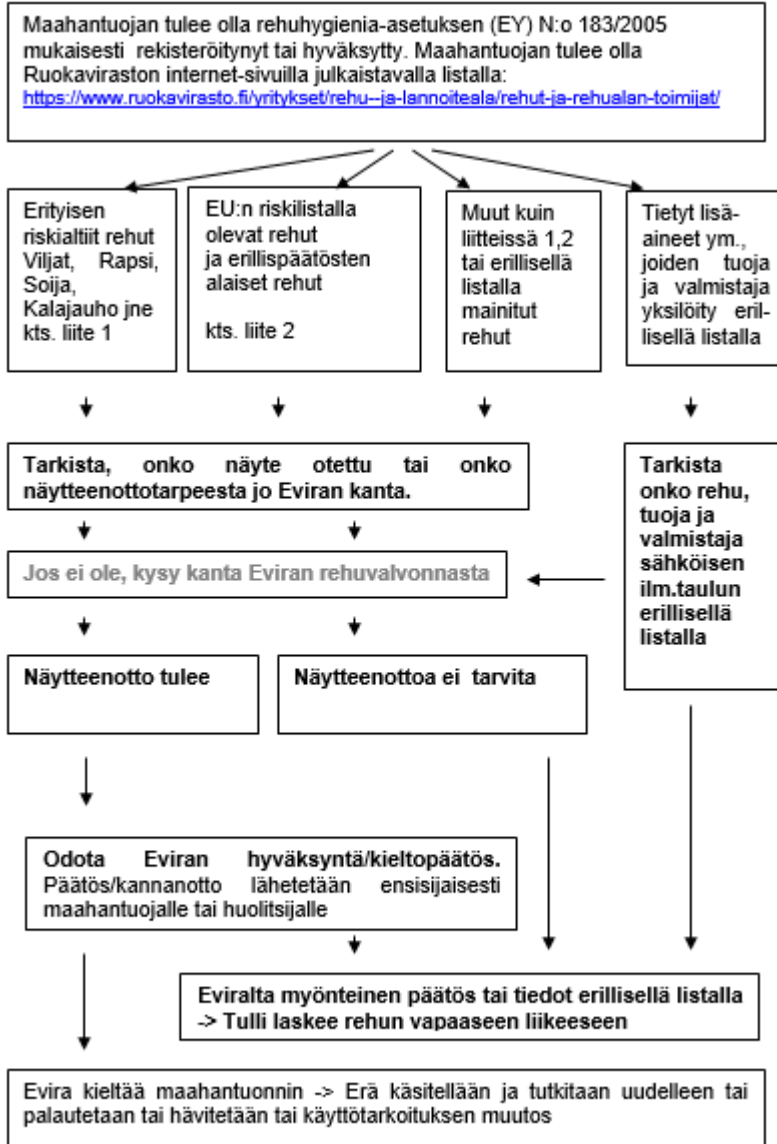 Maahantuojan tulee olla rehuhygienia-asetuksen (EY) N:o 183/2005
mukaisesti rekisteröitynyt tai hyväksytty. Maahantuojan tulee olla
Ruokaviraston internet-sivuilla julkaistavalla listalla:
https://www.ruokavirasto.fi/yritykset/rehu--ja-lannoiteala/rehut-ja-rehualan-toimijat/
Erityisen
riskialtiit rehut
Viljat, Rapsi,
Soija,
Kalajauho jne
kts. liite 1
EU:n riskilistalla
olevat rehut
ja erillispäätösten
alaiset rehut
kts. liite 2
Muut kuin
liitteissä 1,2
tai erillisellä
listalla
mainitut
rehut
Tietyt lisä-
aineet ym.,
joiden tuoja
ja valmistaja
yksilöity eril-
lisellä listalla
Tarkista, onko näyte otettu tai onko
näytteenottotarpeesta jo Eviran kanta.
Tarkista
onko rehu,
tuoja ja
valmistaja
sähköisen
ilm.taulun
erillisellä
listalla
Jos ei ole, kysy kanta Eviran rehuvalvonnasta
Näytteenotto tulee
Näytteenottoa ei tarvita
Odota Eviran hyväksyntä/kieltopäätös.
Päätös/kannanotto lähetetään ensisijaisesti
maahantuojalle tai huolitsijalle
Eviralta myönteinen päätös tai tiedot erillisellä listalla
-> Tulli laskee rehun vapaaseen liikeeseen
Evira kieltää maahantuonnin -> Erä käsitellään ja tutkitaan uudelleen tai
palautetaan tai hävitetään tai käyttötarkoituksen muutos